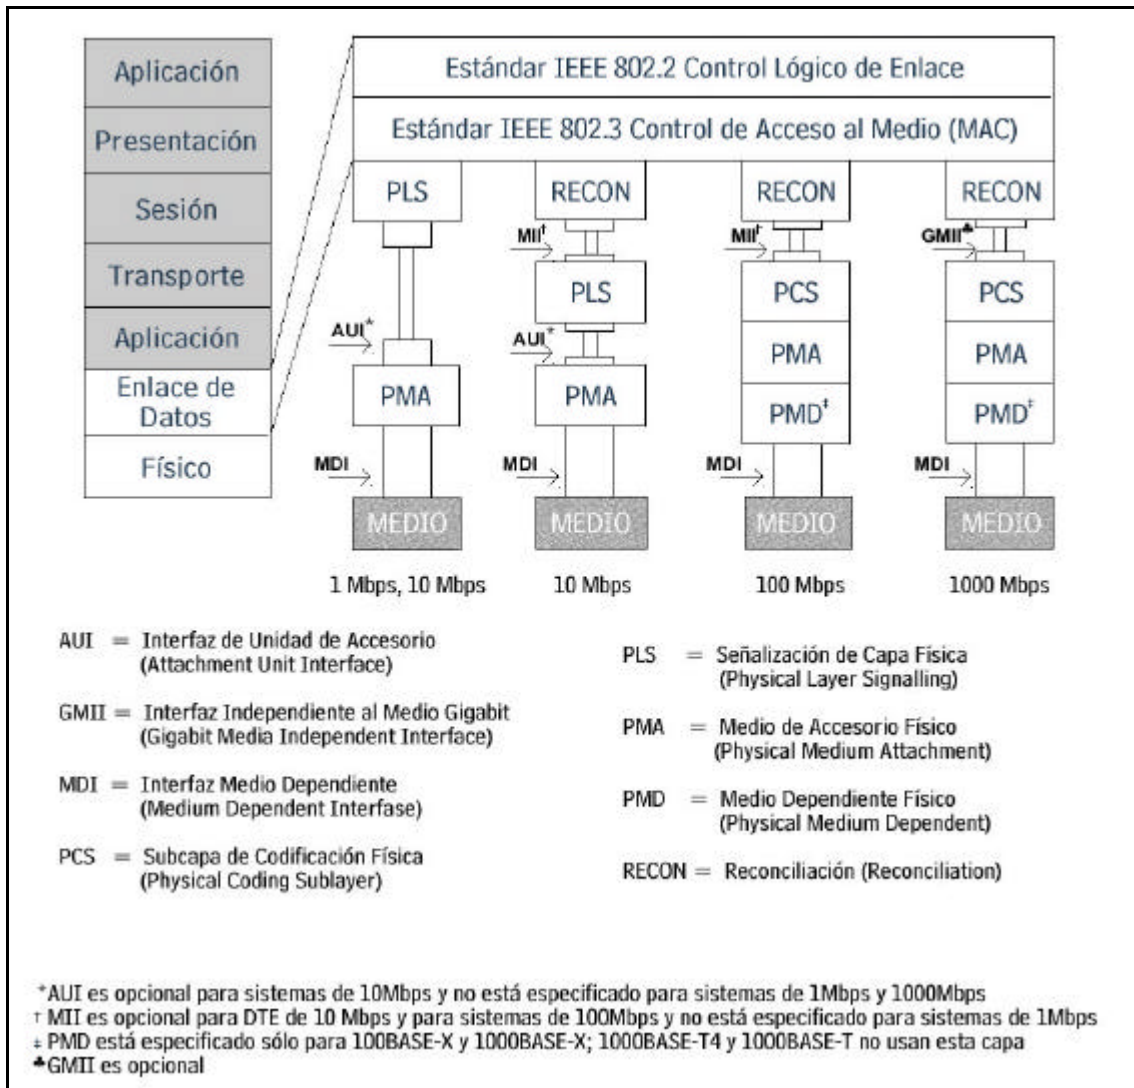 Aplicación
Presentación
Sesión
Transporte
Aplicación
Enlace de
Datos
Físico
Estándar IEEE 802.2 Control Lógico de Enlace
Estándar IEEE 802.3 Control de Acceso al Medio (MAC)
PLS
RECON
RECON
RECON
MII†
MII†
GMII♣
PLS
PCS
PCS
AUI*
AUI*
PMA
PMA
PMA
PMA
PMD‡
PMD‡
MDI
MDI
MDI
MDI
MEDIO
MEDIO
MEDIO
MEDIO
1 Mbps, 10 Mbps
10 Mbps
100 Mbps
1000 Mbps
AUI = Interfaz de Unidad de Accesorio
(Attachment Unit Interface)
GMII = Interfaz Independiente al Medio Gigabit
(Gigabit Media Independent Interface)
MDI = Interfaz Medio Dependiente
(Medium Dependent Interfase)
PCS = Subcapa de Codificación Física
(Physical Coding Sublayer)
PLS = Señalización de Capa Física
(Physical Layer Signalling)
PMA = Medio de Accesorio Físico
(Physical Medium Attachment)
PMD = Medio Dependiente Físico
(Physical Medium Dependent)
RECON = Reconciliación (Reconciliation)
*AUI es opcional para sistemas de 10Mbps y no está especificado para sistemas de 1Mbps y 1000Mbps
† MII es opcional para DTE de 10 Mbps y para sistemas de 100Mbps y no está especificado para sistemas de 1Mbps
‡ PMD está especificado sólo para 100BASE-X y 1000BASE-X; 1000BASE-T4 y 1000BASE-T no usan esta capa
♣GMII es opcional